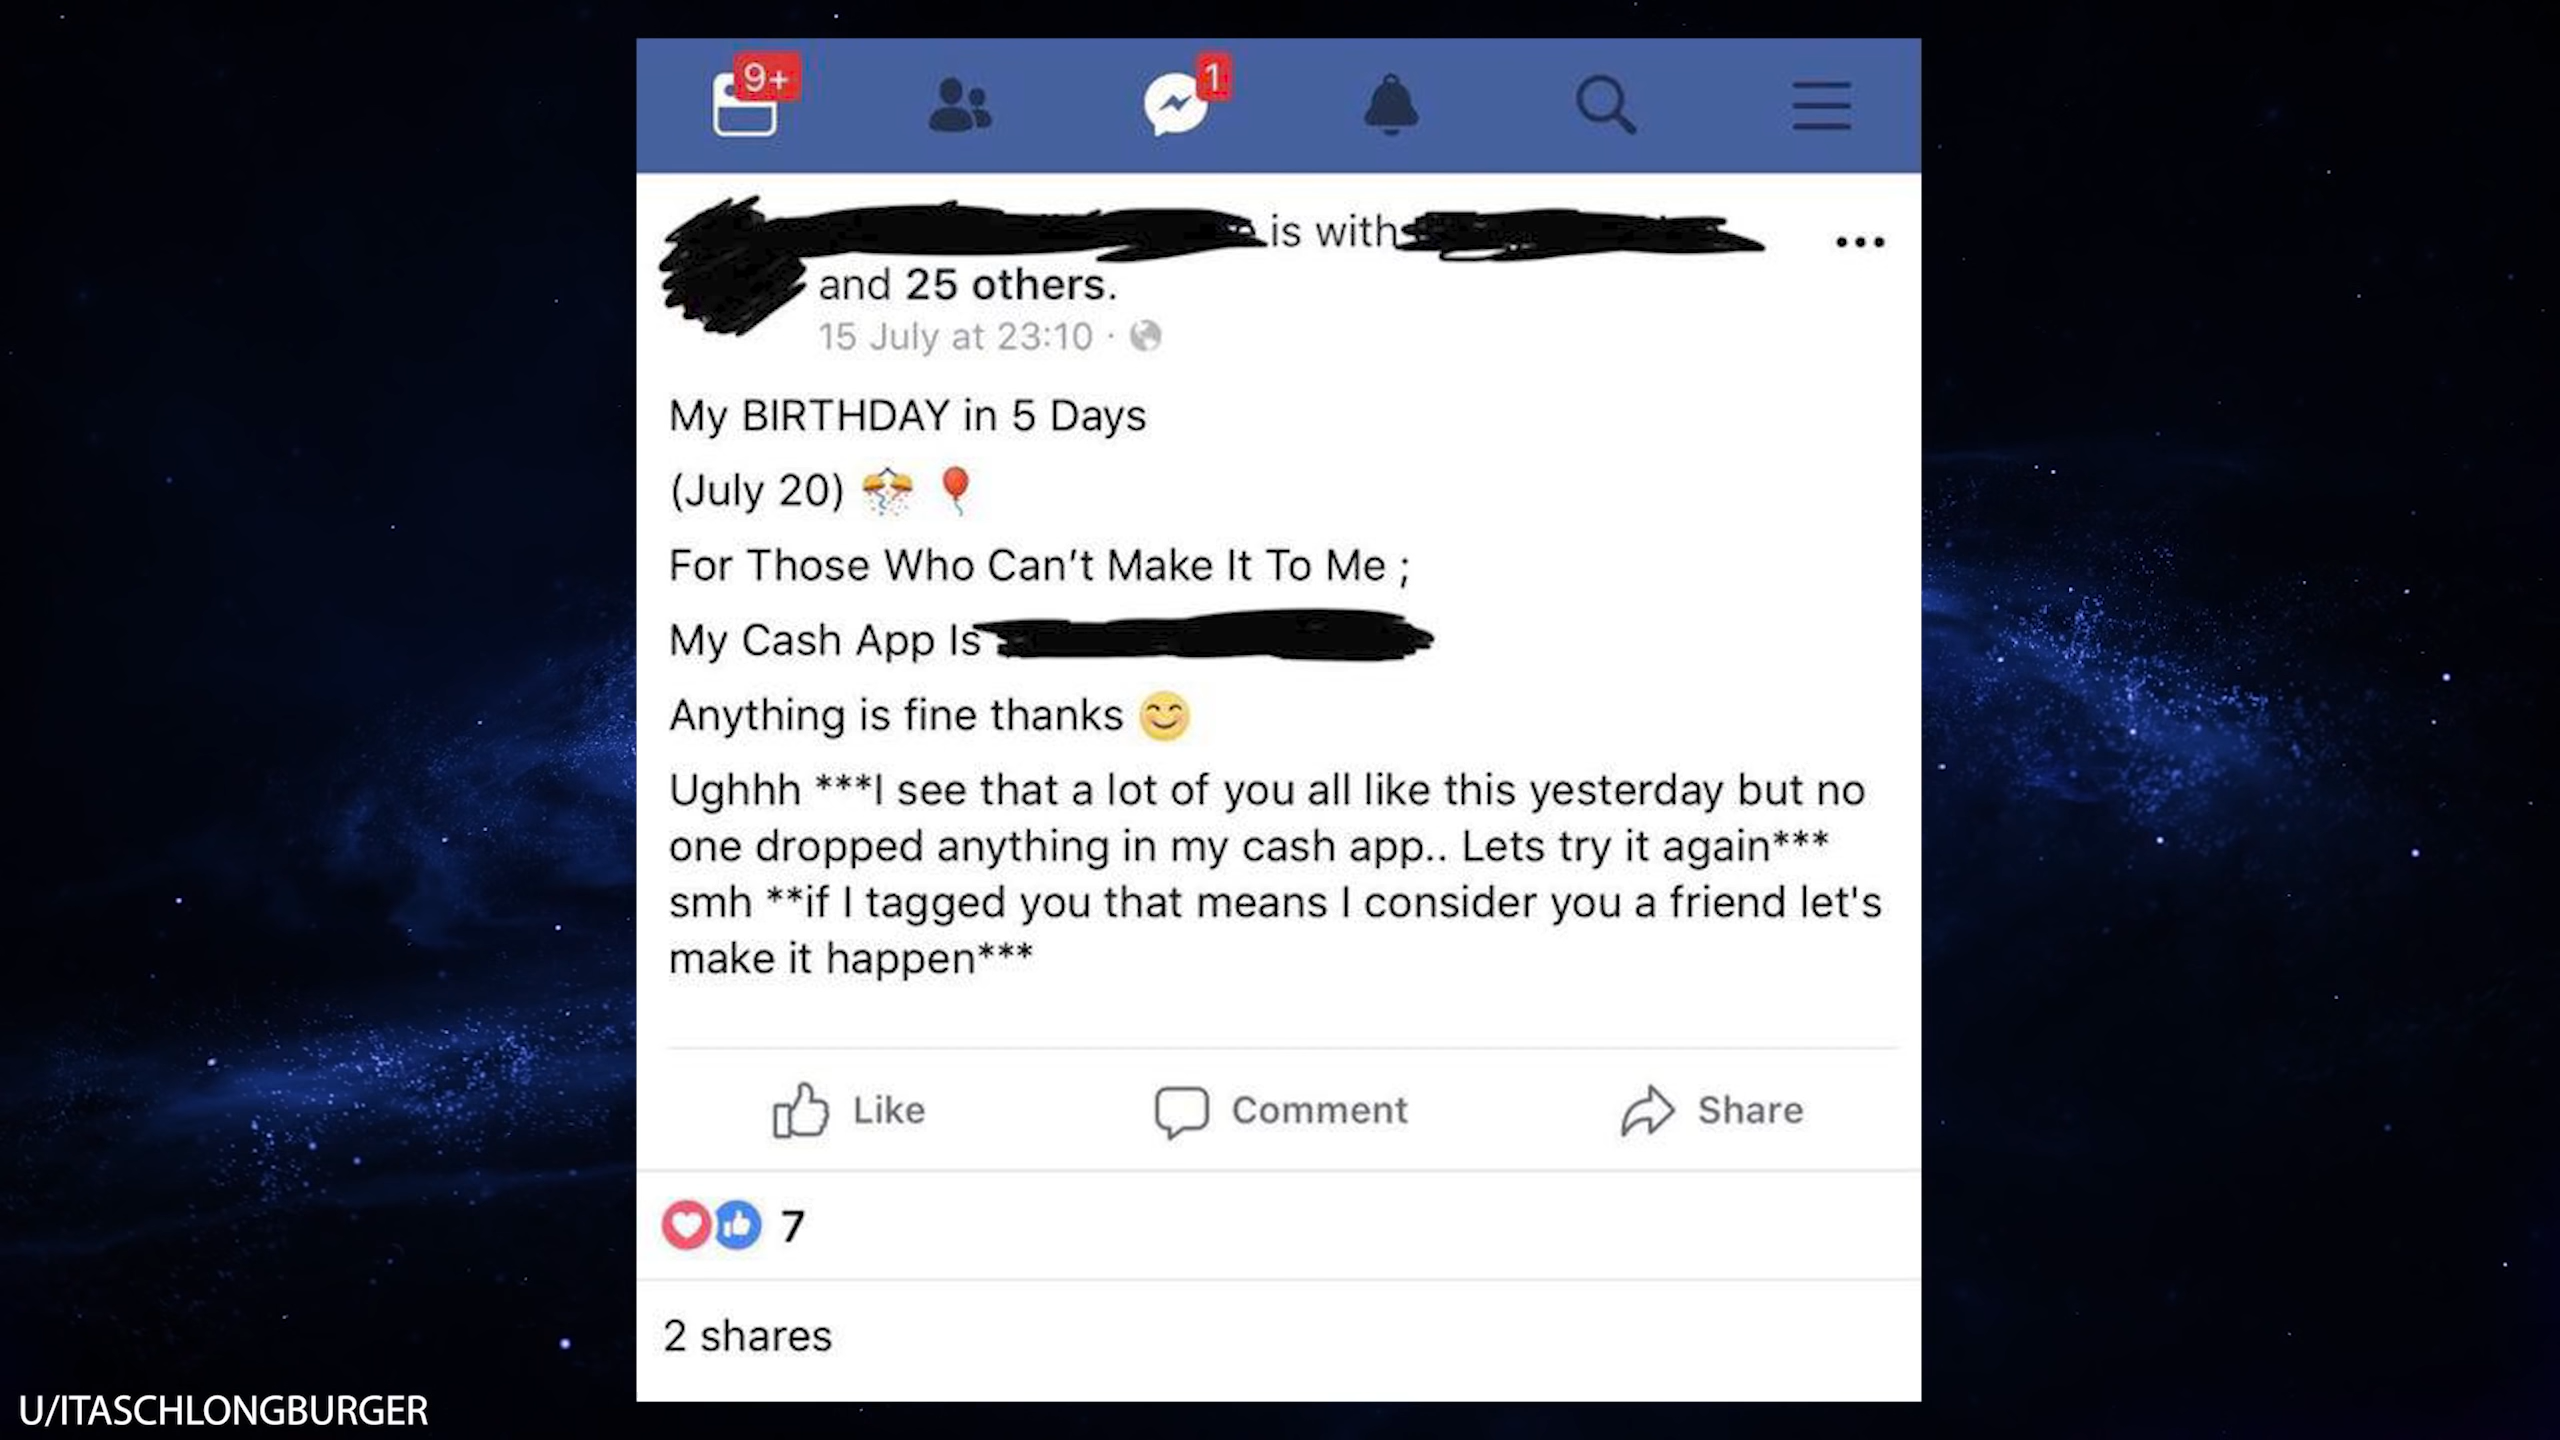 9+
1
is with
and 25 others.
15 July at 23:10 ·
My BIRTHDAY in 5 Days
(July 20) 🎊 🎈
For Those Who Can't Make It To Me ;
My Cash App Is
Anything is fine thanks 😊
Ughhh ***I see that a lot of you all like this yesterday but no
one dropped anything in my cash app.. Lets try it again***
smh **if I tagged you that means I consider you a friend let's
make it happen***
Like Comment Share
7
2 shares
U/ITASCHLONGBURGER